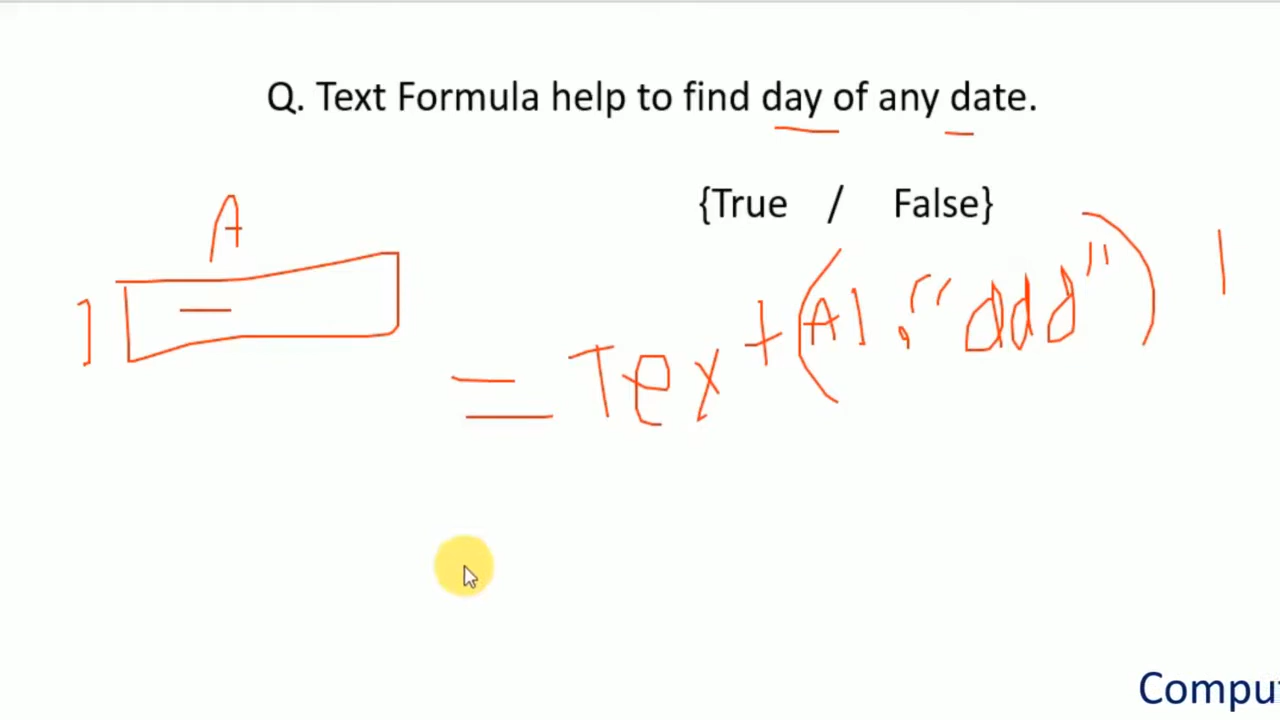 Q. Text Formula help to find day of any date.
{True / False}
A
1
= Text(A1,"ddd")
Comput